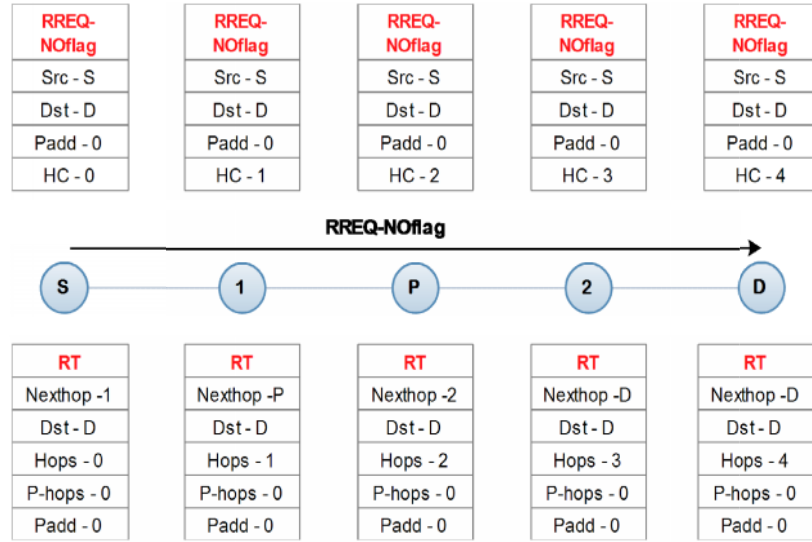 RREQ-
NOflag
Src - S
Dst - D
Padd - 0
HC - 0
RREQ-
NOflag
Src - S
Dst - D
Padd - 0
HC - 1
RREQ-
NOflag
Src - S
Dst - D
Padd - 0
HC - 2
RREQ-
NOflag
Src - S
Dst - D
Padd - 0
HC - 3
RREQ-
NOflag
Src - S
Dst - D
Padd - 0
HC - 4
RREQ-NOflag
S
1
P
2
D
RT
Nexthop -1
Dst - D
Hops - 0
P-hops - 0
Padd - 0
RT
Nexthop -P
Dst - D
Hops - 1
P-hops - 0
Padd - 0
RT
Nexthop -2
Dst - D
Hops - 2
P-hops - 0
Padd - 0
RT
Nexthop -D
Dst - D
Hops - 3
P-hops - 0
Padd - 0
RT
Nexthop -D
Dst - D
Hops - 4
P-hops - 0
Padd - 0